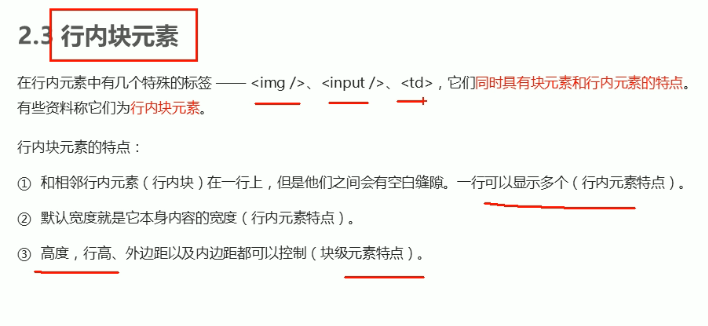 2.3 行内块元素
在行内元素中有几个特殊的标签 —— <img />、<input />、<td>，它们同时具有块元素和行内元素的特点。
有些资料称它们为行内块元素。
行内块元素的特点：
① 和相邻行内元素（行内块）在一行上，但是他们之间会有空白缝隙。一行可以显示多个（行内元素特点）。
② 默认宽度就是它本身内容的宽度（行内元素特点）。
③ 高度，行高、外边距以及内边距都可以控制（块级元素特点）。